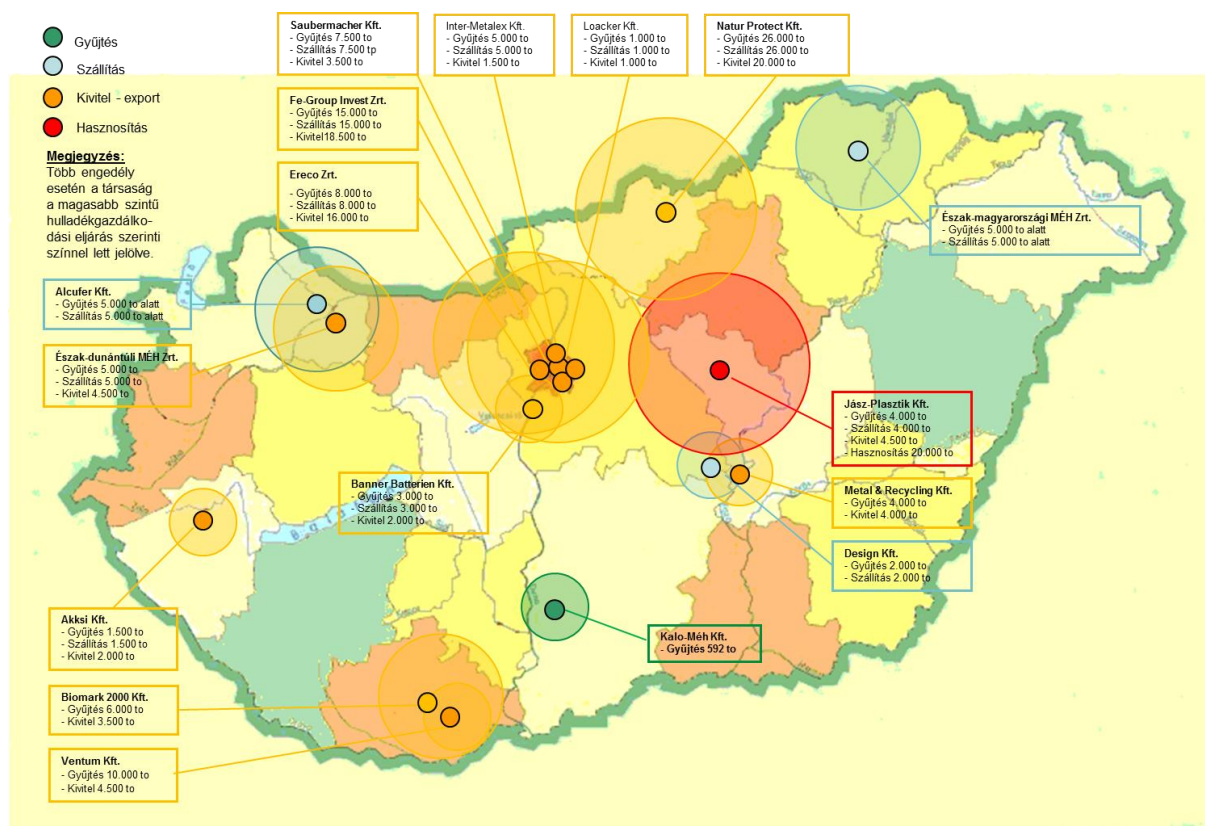 Gyűjtés
Szállítás
Kivitel - export
Hasznosítás
Megjegyzés:
Több engedély
esetén a társaság
a magasabb szintű
hulladékgazdálko-
dási eljárás szerinti
színnel lett jelölve.
Saubermacher Kft.
- Gyűjtés 7.500 to
- Szállítás 7.500 tp
- Kivitel 3.500 to
Inter-Metalex Kft.
- Gyűjtés 5.000 to
- Szállítás 5.000 to
- Kivitel 1.500 to
Loacker Kft.
- Gyűjtés 1.000 to
- Szállítás 1.000 to
- Kivitel 1.000 to
Natur Protect Kft.
- Gyűjtés 26.000 to
- Szállítás 26.000 to
- Kivitel 20.000 to
Fe-Group Invest Zrt.
- Gyűjtés 15.000 to
- Szállítás 15.000 to
- Kivitel18.500 to
Ereco Zrt.
- Gyűjtés 8.000 to
- Szállítás 8.000 to
- Kivitel 16.000 to
Észak-magyarországi MÉH Zrt.
- Gyűjtés 5.000 to alatt
- Szállítás 5.000 to alatt
Alcufer Kft.
- Gyűjtés 5.000 to alatt
- Szállítás 5.000 to alatt
Észak-dunántúli MÉH Zrt.
- Gyűjtés 5.000 to
- Szállítás 5.000 to
- Kivitel 4.500 to
Jász-Plasztik Kft.
- Gyűjtés 4.000 to
- Szállítás 4.000 to
- Kivitel 4.500 to
- Hasznosítás 20.000 to
Banner Batterien Kft.
- Gyűjtés 3.000 to
- Szállítás 3.000 to
- Kivitel 2.000 to
Metal & Recycling Kft.
- Gyűjtés 4.000 to
- Kivitel 4.000 to
Design Kft.
- Gyűjtés 2.000 to
- Szállítás 2.000 to
Akksi Kft.
- Gyűjtés 1.500 to
- Szállítás 1.500 to
- Kivitel 2.000 to
Kalo-Méh Kft.
- Gyűjtés 592 to
Biomark 2000 Kft.
- Gyűjtés 6.000 to
- Kivitel 3.500 to
Ventum Kft.
- Gyűjtés 10.000 to
- Kivitel 4.500 to